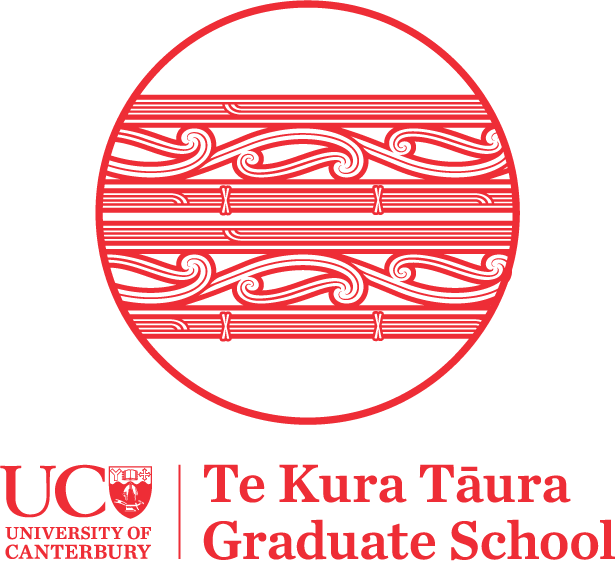 UC
UNIVERSITY OF
CANTERBURY
Te Kura Tāura
Graduate School